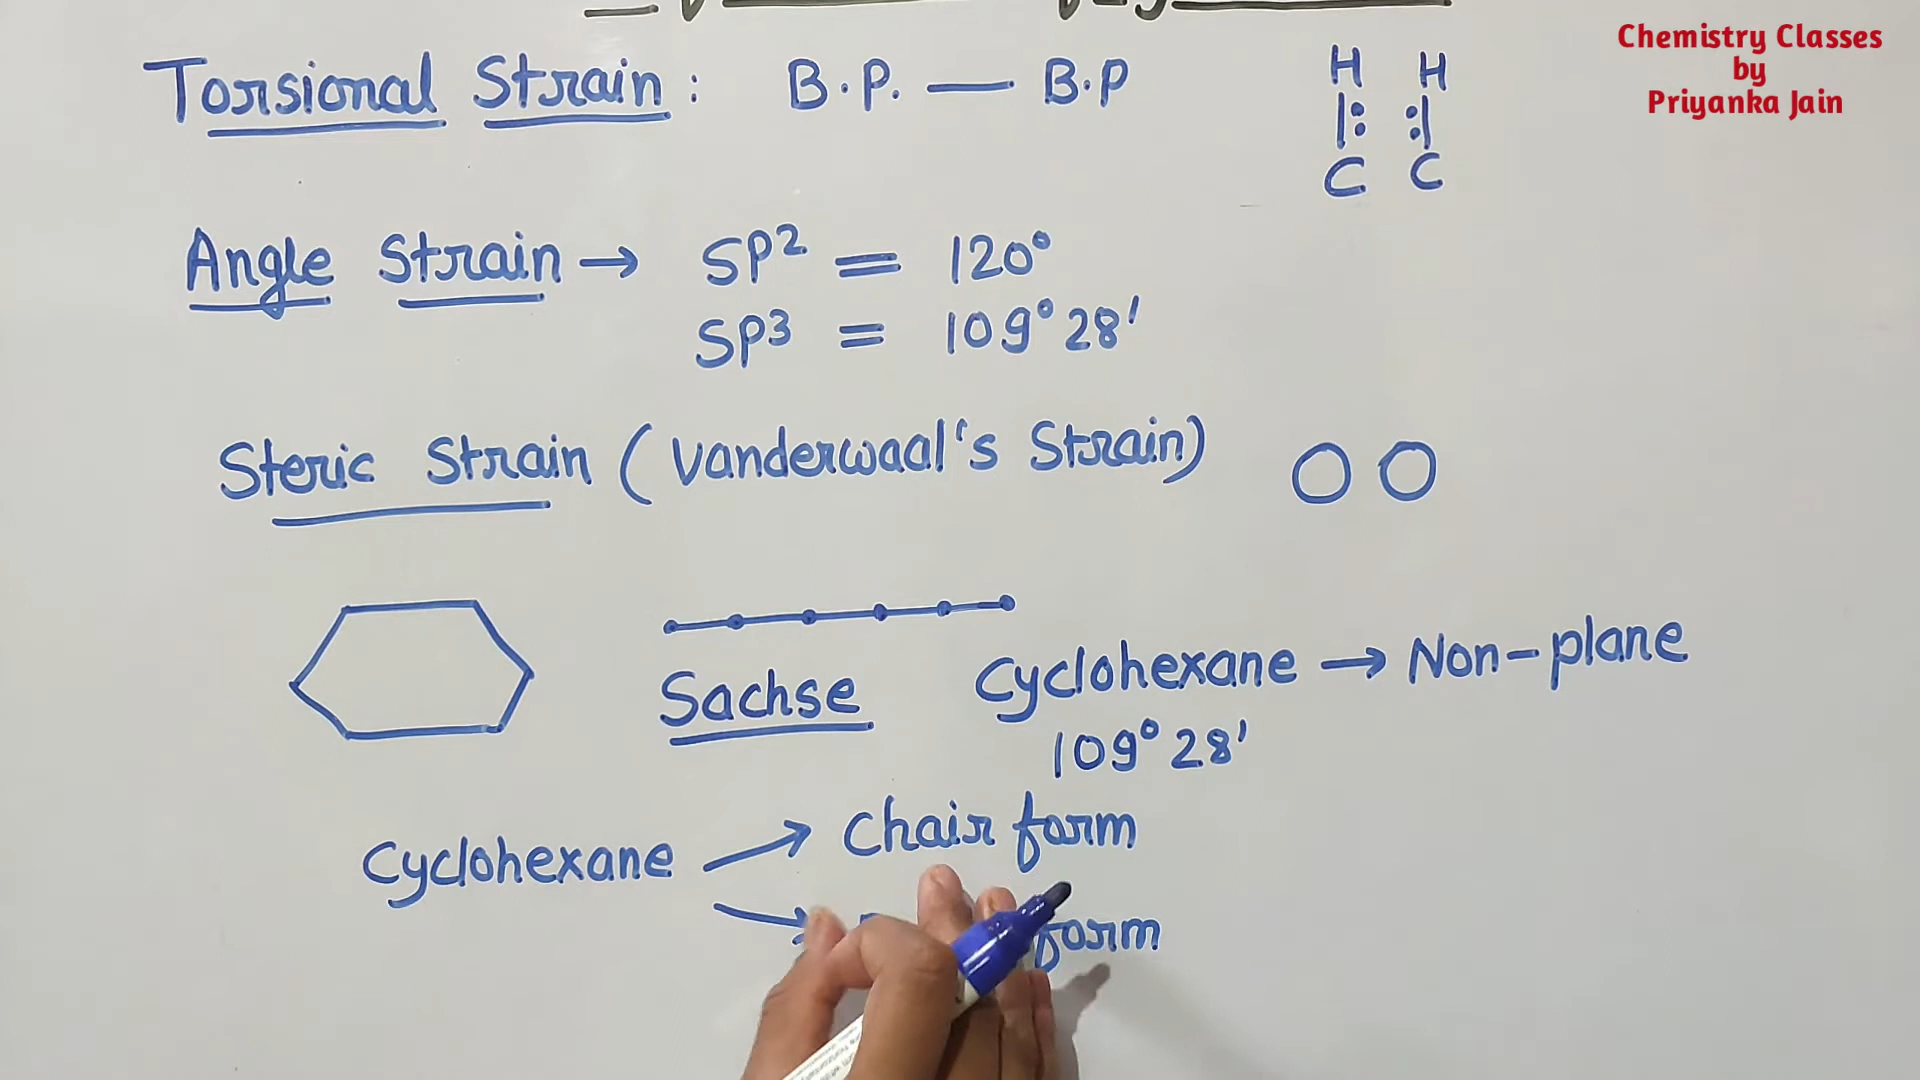 Chemistry Classes
by
Priyanka Jain
Torsional Strain : B.P. — B.P
H H
C C
Angle Strain → SP2 = 120°
SP3 = 109°28'
Steric Strain (Vanderwaal's Strain)
Sachse
Cyclohexane → Non-plane
109°28'
Cyclohexane → Chair form
form